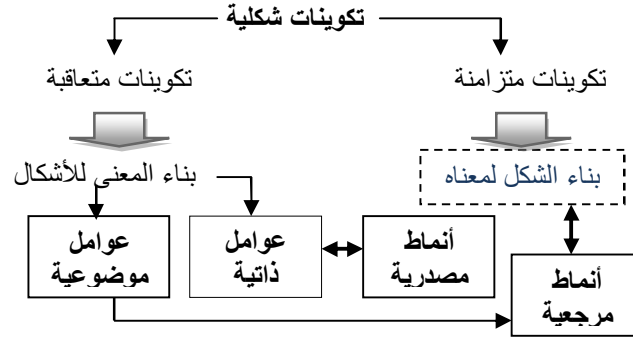 تكوينات شكلية
تكوينات متزامنة
تكوينات متعاقبة
بناء الشكل لمعناه
بناء المعنى للأشكال
أنماط
مرجعية
أنماط
مصدرية
عوامل
ذاتية
عوامل
موضوعية